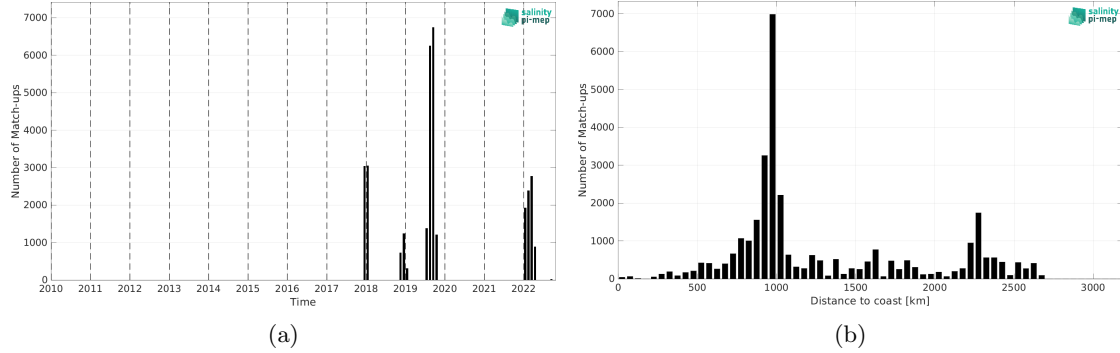 salinity
pi-mep
Number of Match-ups
7000
6000
5000
4000
3000
2000
1000
0
2010 2011 2012 2013 2014 2015 2016 2017 2018 2019 2020 2021 2022
Time
(a)
salinity
pi-mep
Number of Match-ups
7000
6000
5000
4000
3000
2000
1000
0
0 500 1000 1500 2000 2500 3000
Distance to coast [km]
(b)